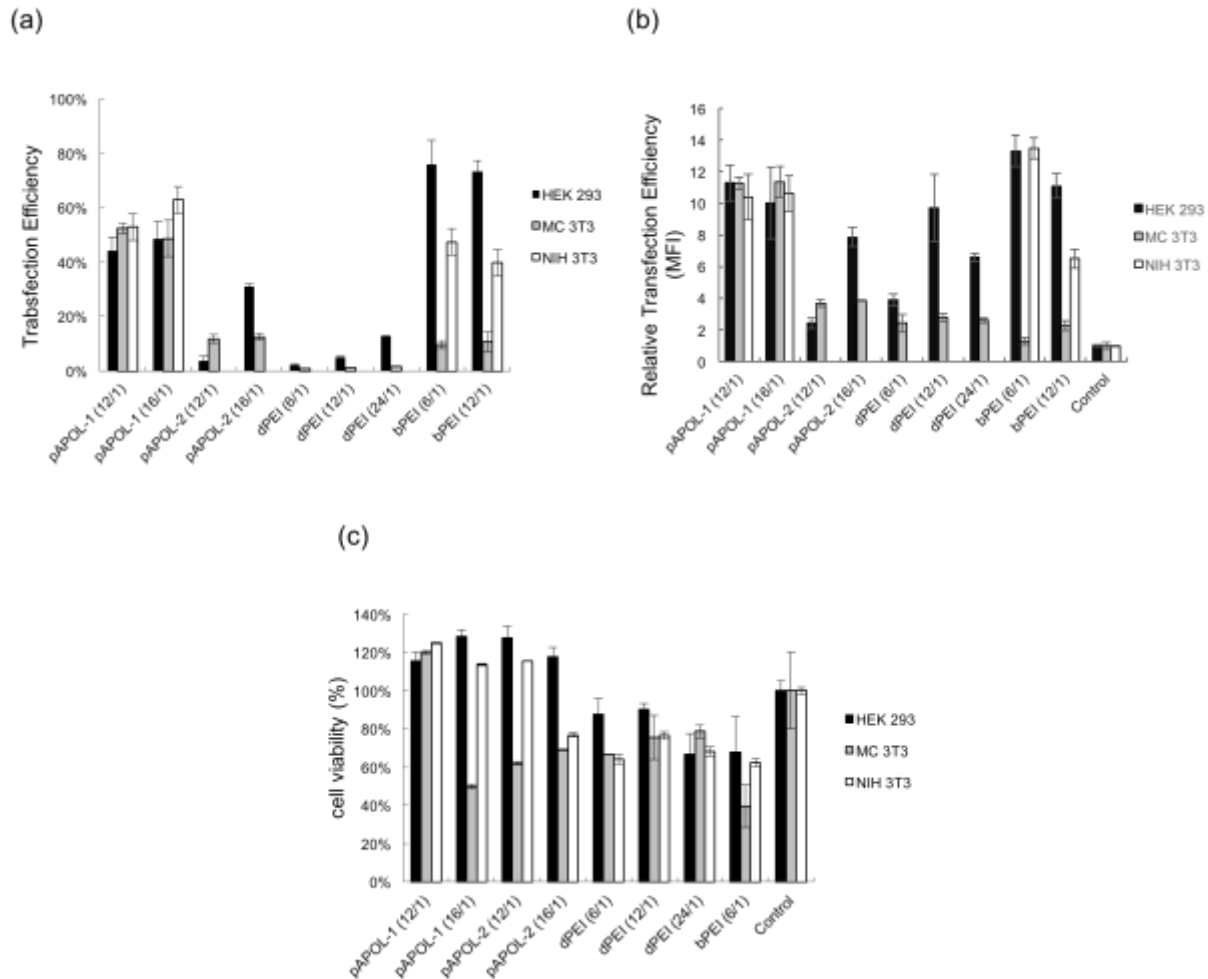 (a)
(b)
100%
80%
60%
40%
20%
0%
Trabsfection Efficiency
HEK 293
MC 3T3
NIH 3T3
pAPOL-1 (12/1)
pAPOL-1 (16/1)
pAPOL-2 (12/1)
pAPOL-2 (16/1)
dPEI (6/1)
dPEI (12/1)
dPEI (24/1)
bPEI (6/1)
bPEI (12/1)
16
14
12
10
8
6
4
2
0
Relative Transfection Efficiency
(MFI)
HEK 293
MC 3T3
NIH 3T3
pAPOL-1 (12/1)
pAPOL-1 (16/1)
pAPOL-2 (12/1)
pAPOL-2 (16/1)
dPEI (6/1)
dPEI (12/1)
dPEI (24/1)
bPEI (6/1)
bPEI (12/1)
Control
(c)
140%
120%
100%
80%
60%
40%
20%
0%
cell viability (%)
HEK 293
MC 3T3
NIH 3T3
pAPOL-1 (12/1)
pAPOL-1 (16/1)
pAPOL-2 (12/1)
pAPOL-2 (16/1)
dPEI (6/1)
dPEI (12/1)
dPEI (24/1)
bPEI (6/1)
Control